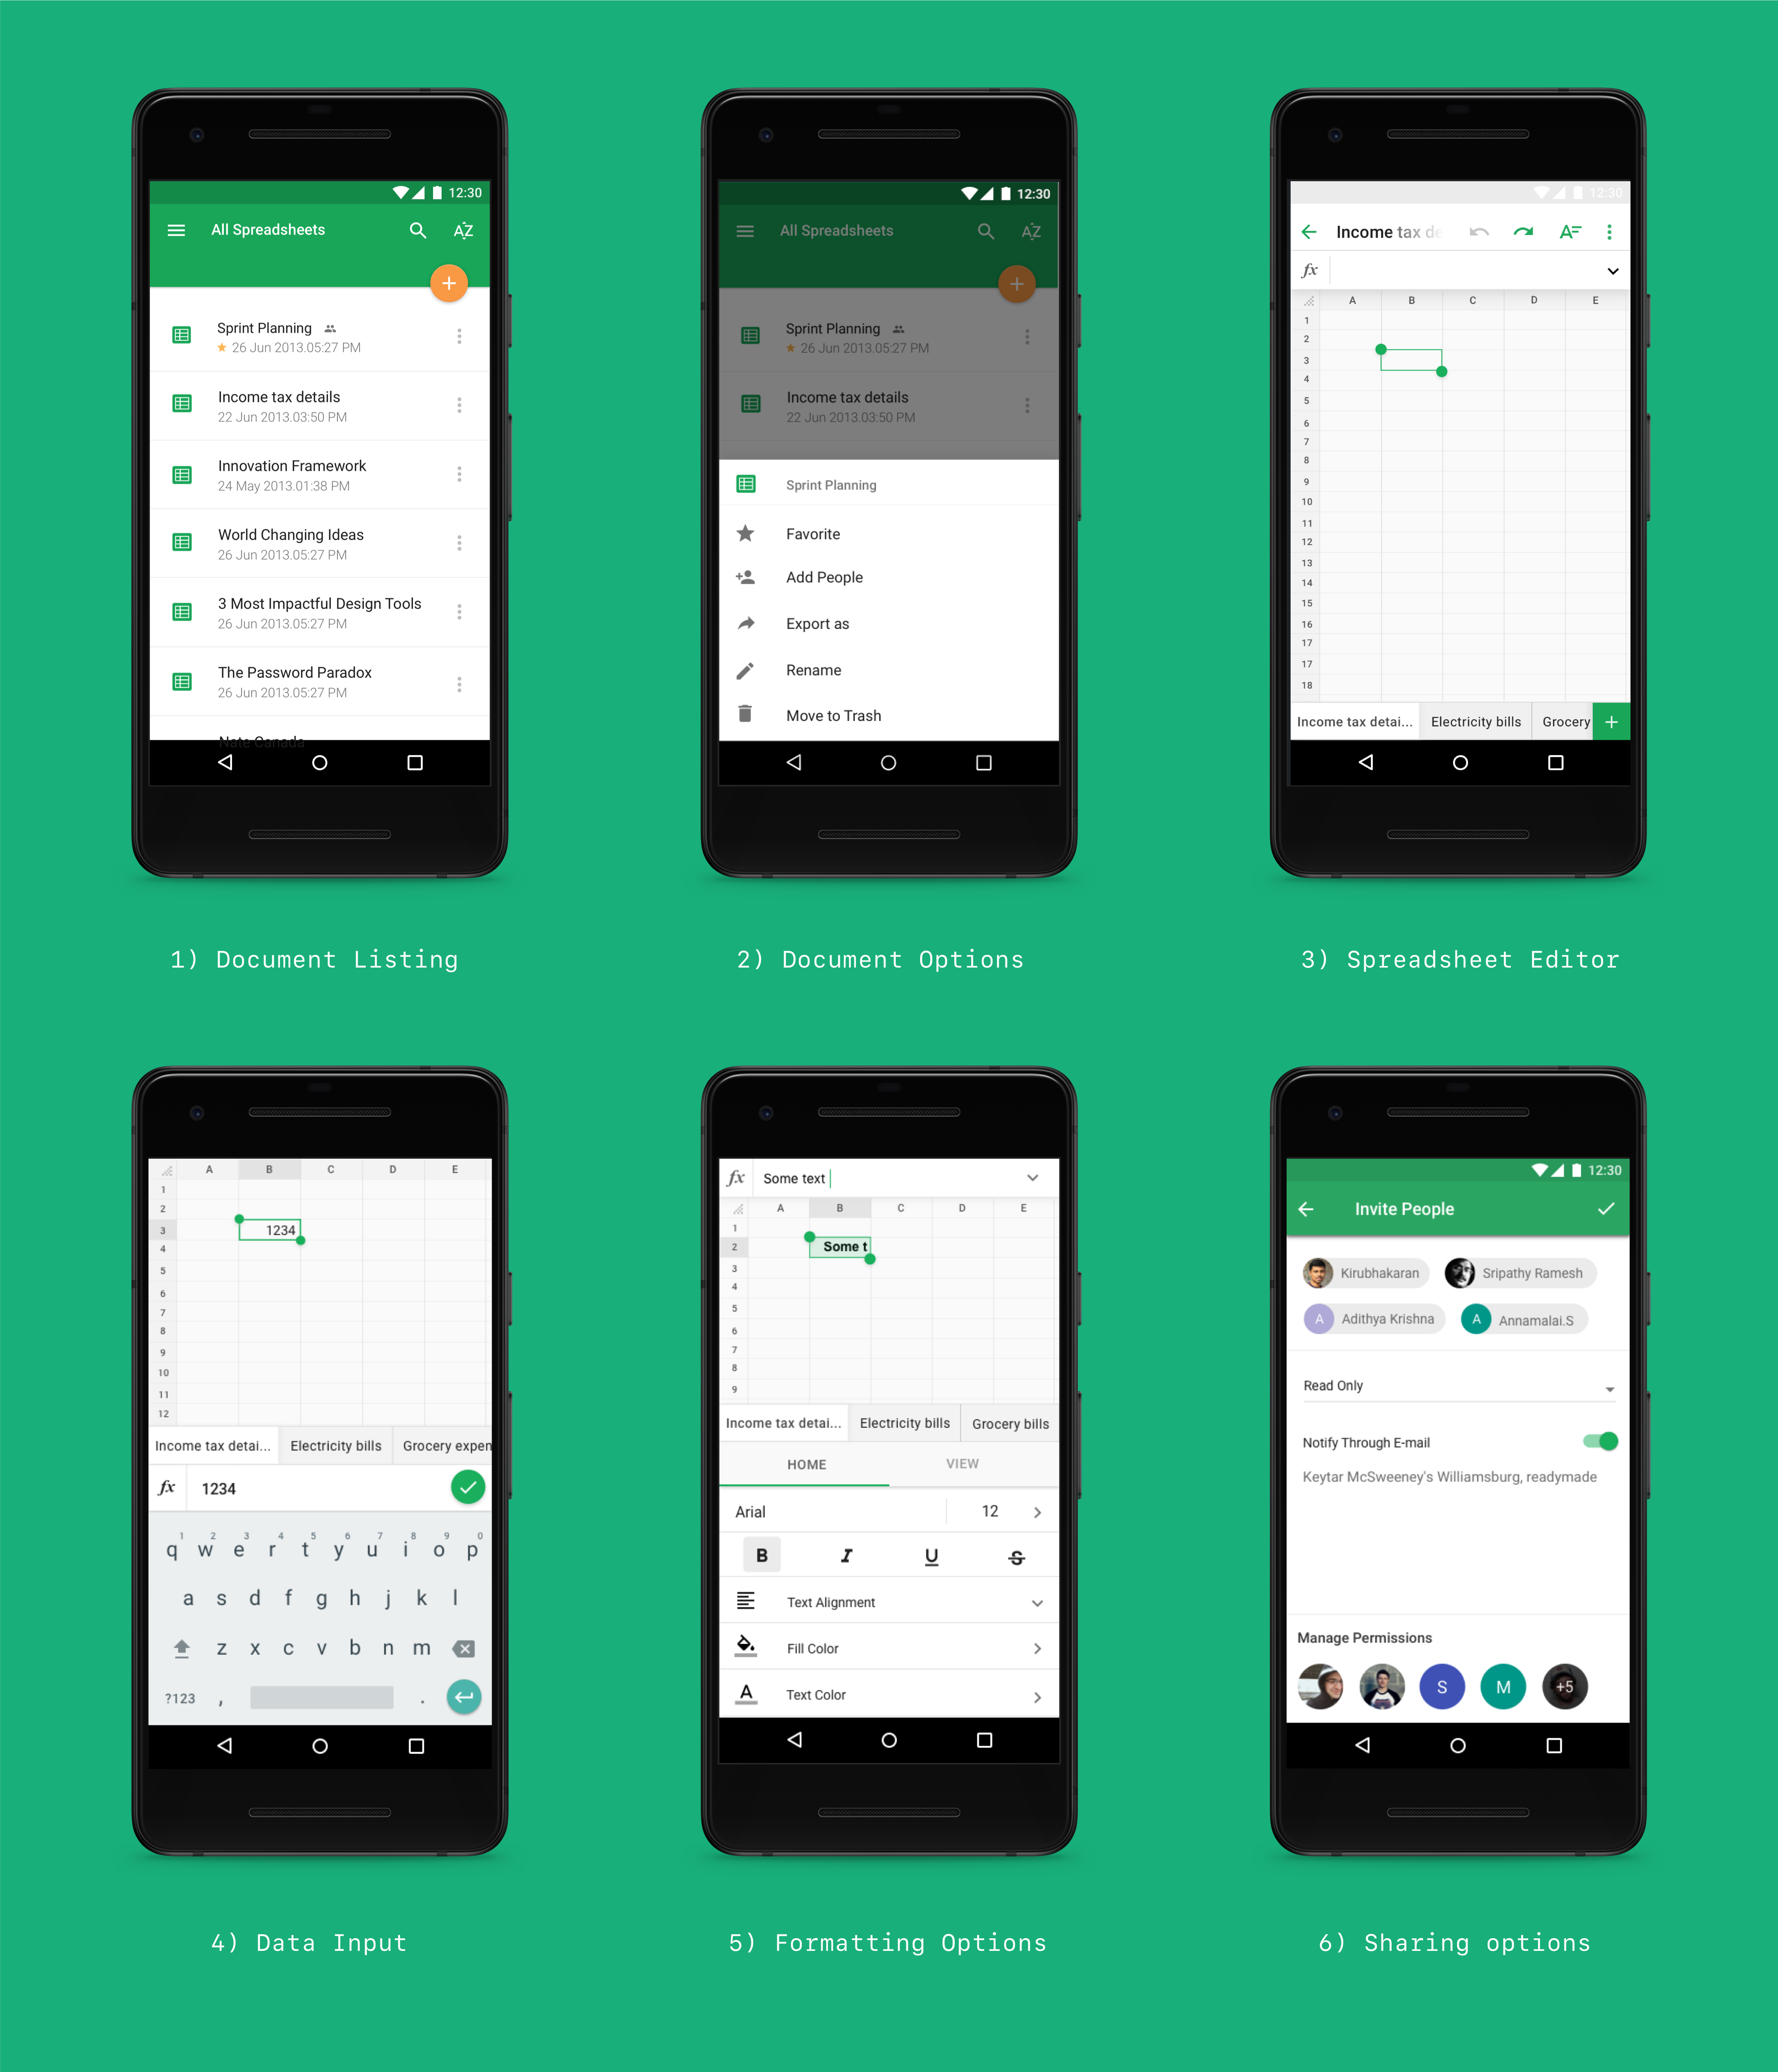 12:30
All Spreadsheets
AZ
Sprint Planning
26 Jun 2013.05:27 PM
Income tax details
22 Jun 2013.03:50 PM
Innovation Framework
24 May 2013.01:38 PM
World Changing Ideas
26 Jun 2013.05:27 PM
3 Most Impactful Design Tools
26 Jun 2013.05:27 PM
The Password Paradox
26 Jun 2013.05:27 PM
Nate Canada
1) Document Listing
12:30
All Spreadsheets
AZ
Sprint Planning
26 Jun 2013.05:27 PM
Income tax details
22 Jun 2013.03:50 PM
Sprint Planning
Favorite
Add People
Export as
Rename
Move to Trash
2) Document Options
12:30
Income tax de
A
fx
A B C D E
1
2
3
4
5
6
7
8
9
10
11
12
13
14
15
16
17
17
18
Income tax detai... Electricity bills Grocery +
3) Spreadsheet Editor
A B C D E
1
2
3 1234
4
5
6
7
8
9
10
11
12
Income tax detai... Electricity bills Grocery expen
fx 1234
1 2 3 4 5 6 7 8 9 0
q w e r t y u i o p
a s d f g h j k l
z x c v b n m
?123 , .
4) Data Input
fx Some text
A B C D E
1
2 Some t
3
4
5
6
7
8
9
Income tax detai... Electricity bills Grocery bills
HOME VIEW
Arial 12
B I U S
Text Alignment
Fill Color
A Text Color
5) Formatting Options
12:30
Invite People
Kirubhakaran Sripathy Ramesh
A Adithya Krishna A Annamalai.S
Read Only
Notify Through E-mail
Keytar McSweeney's Williamsburg, readymade
Manage Permissions
S M +5
6) Sharing options